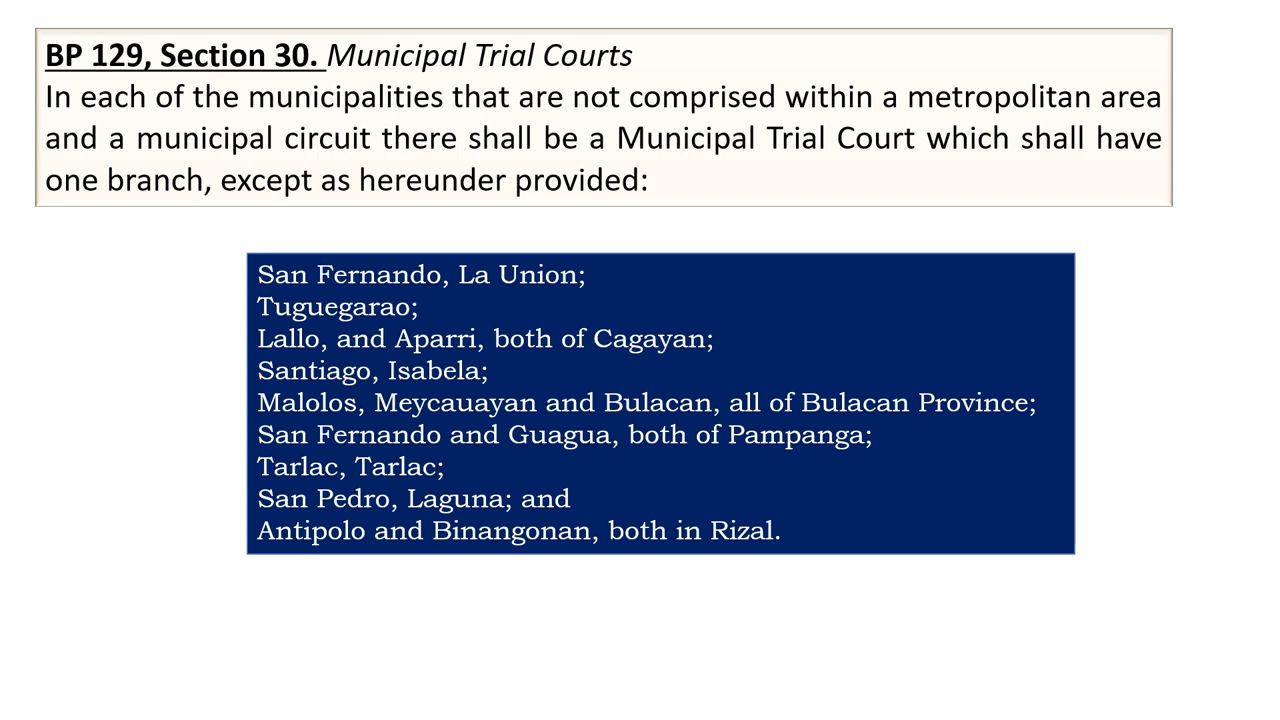 BP 129, Section 30. Municipal Trial Courts
In each of the municipalities that are not comprised within a metropolitan area
and a municipal circuit there shall be a Municipal Trial Court which shall have
one branch, except as hereunder provided:
San Fernando, La Union;
Tuguegarao;
Lallo, and Aparri, both of Cagayan;
Santiago, Isabela;
Malolos, Meycauayan and Bulacan, all of Bulacan Province;
San Fernando and Guagua, both of Pampanga;
Tarlac, Tarlac;
San Pedro, Laguna; and
Antipolo and Binangonan, both in Rizal.